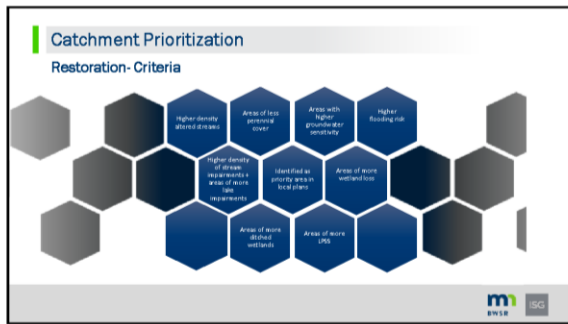 Catchment Prioritization
Restoration- Criteria
Higher density
altered streams
Areas of less
perennial
cover
Areas with
higher
groundwater
sensitivity
Higher
flooding risk
Higher density
of stream
impairments +
areas of more
lake
impairments
Identified as
priority area in
local plans
Areas of more
wetland loss
Areas of more
ditched
wetlands
Areas of more
LPSS
mn
BWSR
ISG